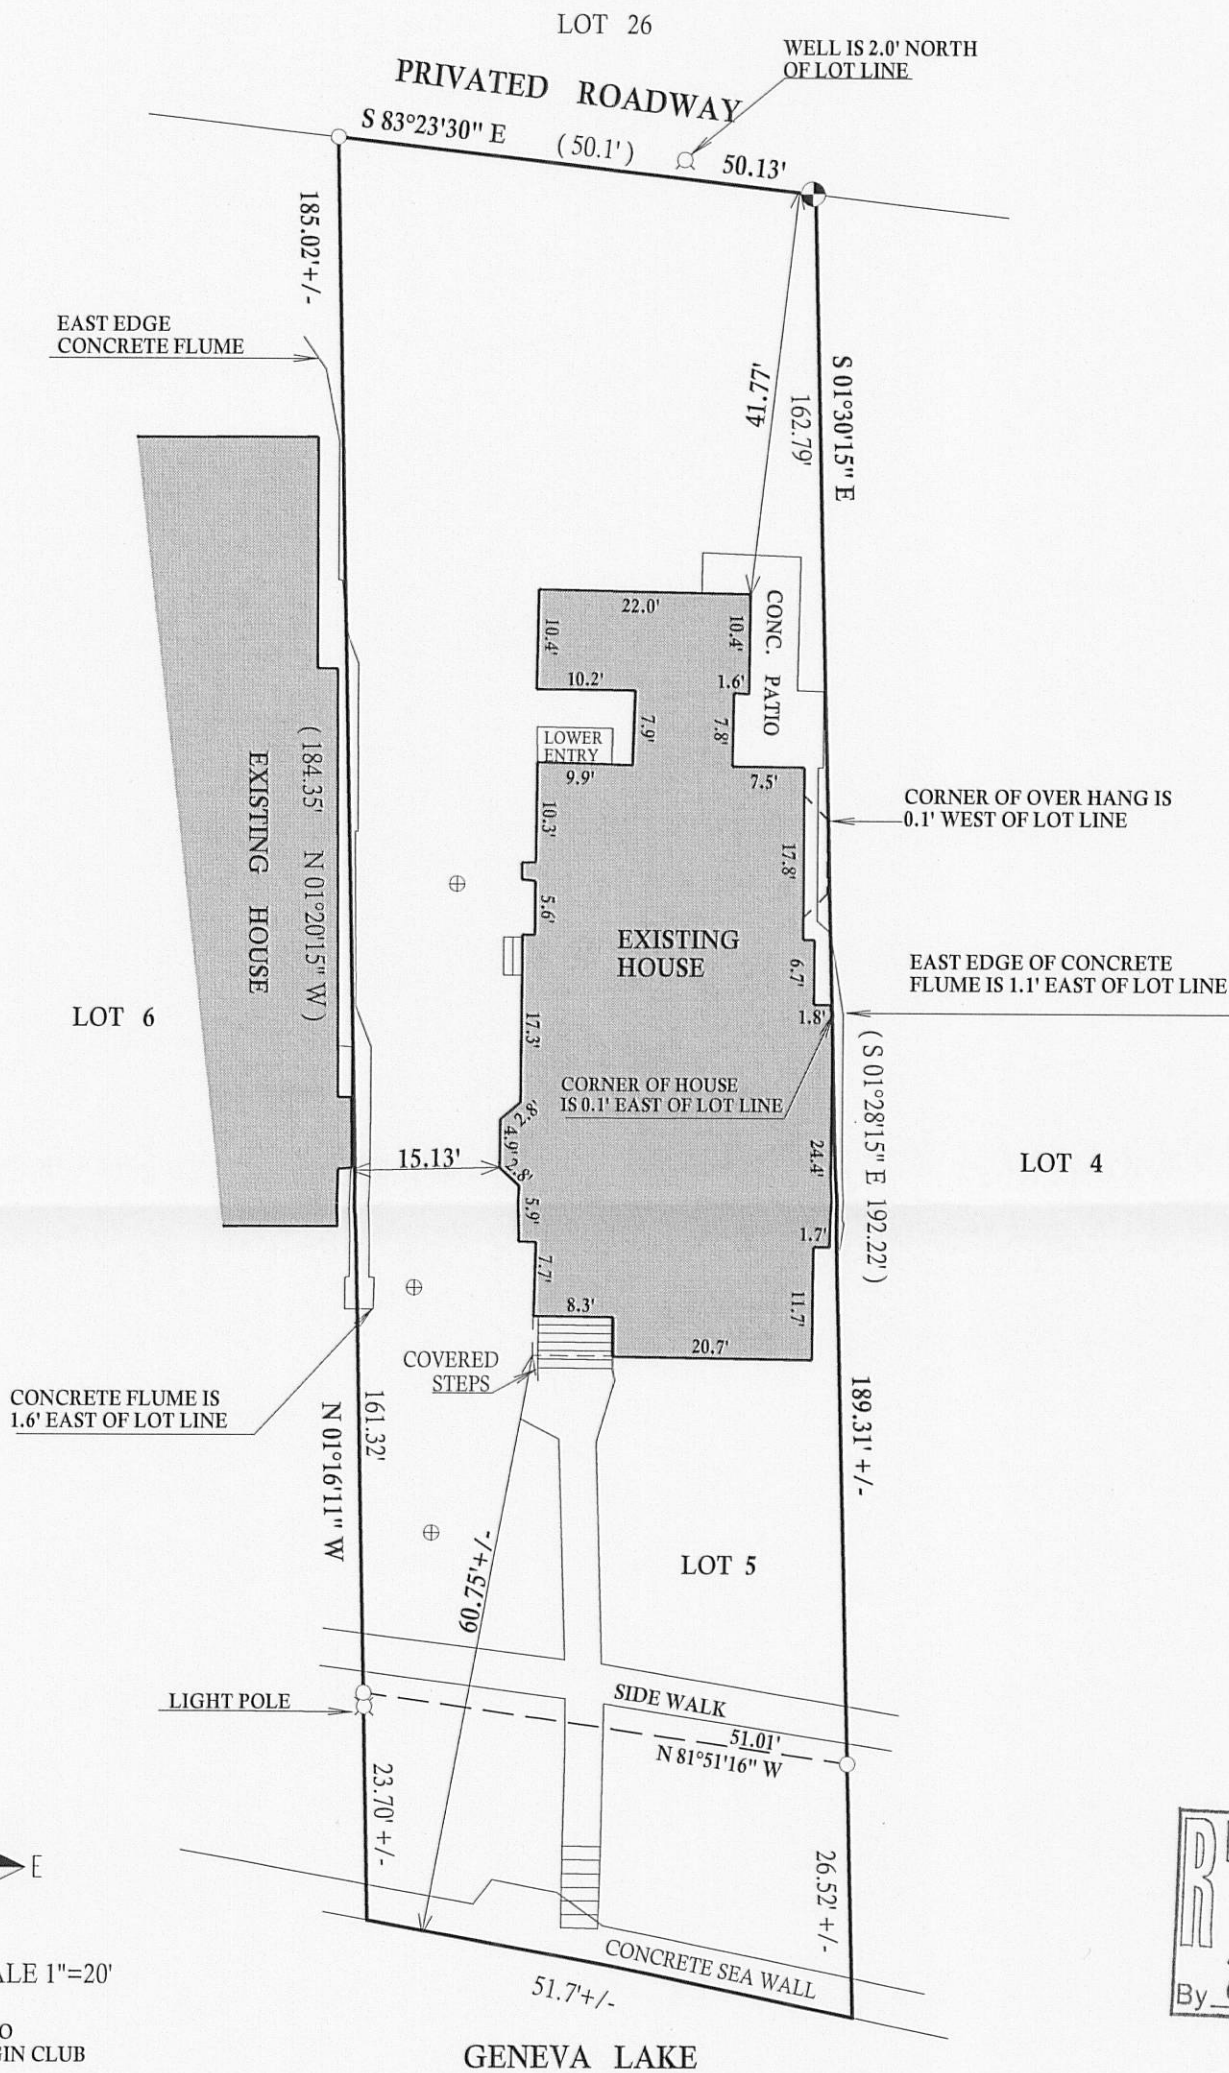 LOT 26
WELL IS 2.0' NORTH
OF LOT LINE
PRIVATED ROADWAY
S 83°23'30" E
( 50.1' )
50.13'
185.02'+/-
EAST EDGE
CONCRETE FLUME
41.77'
162.79'
S 01°30'15" E
22.0'
10.4'
10.4'
CONC. PATIO
10.2'
1.6'
7.9'
7.8'
LOWER
ENTRY
9.9'
7.5'
( 184.35' N 01°20'15" W )
EXISTING HOUSE
10.3'
17.8'
CORNER OF OVER HANG IS
0.1' WEST OF LOT LINE
5.6'
EXISTING
HOUSE
6.7'
EAST EDGE OF CONCRETE
FLUME IS 1.1' EAST OF LOT LINE
LOT 6
17.3'
1.8'
CORNER OF HOUSE
IS 0.1' EAST OF LOT LINE
( S 01°28'15" E 192.22' )
2.8'
4.9'
2.8'
15.13'
24.4'
LOT 4
5.9'
1.7'
7.7'
11.7'
8.3'
20.7'
COVERED
STEPS
CONCRETE FLUME IS
1.6' EAST OF LOT LINE
161.32'
N 01°16'11" W
189.31' +/-
60.75'+/-
LOT 5
LIGHT POLE
SIDE WALK
51.01'
N 81°51'16" W
23.70' +/-
26.52' +/-
E
ALE 1"=20'
CONCRETE SEA WALL
51.7'+/-
O
GIN CLUB
GENEVA LAKE
R
By